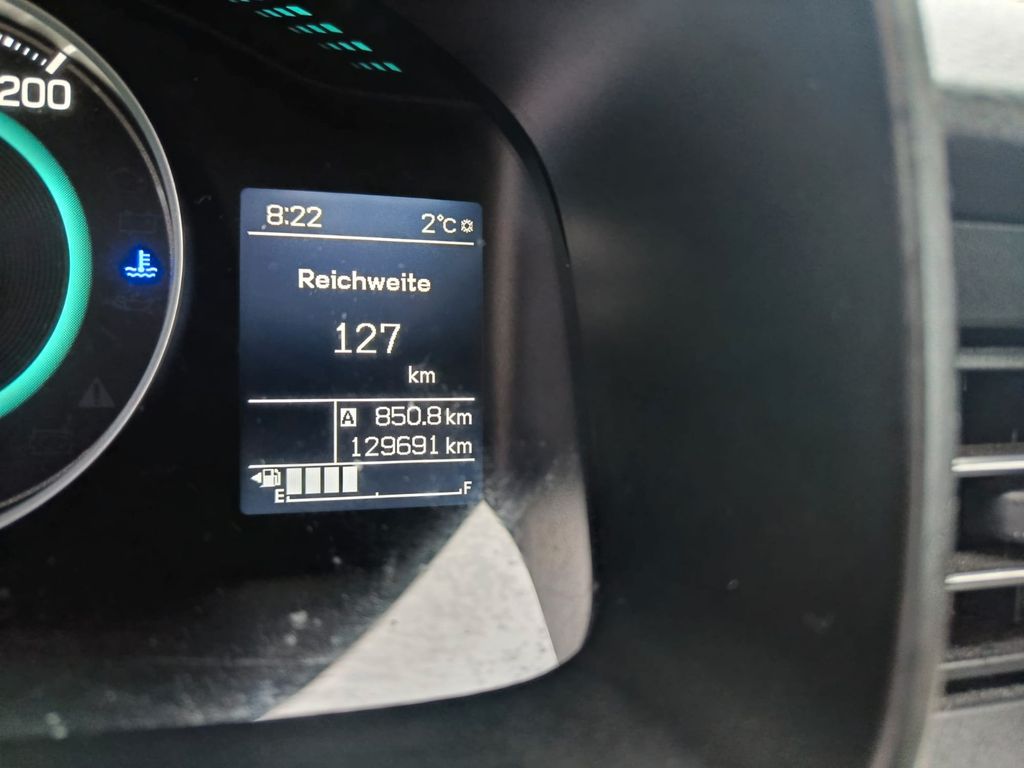 200
8:22 2°C
Reichweite
127
km
A 850.8 km
129691 km
E F